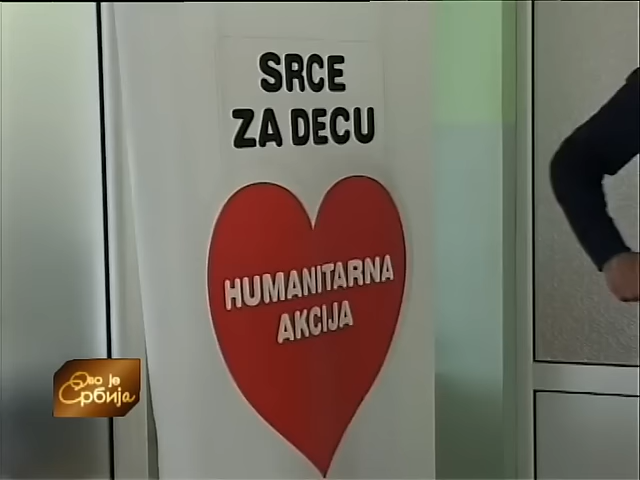 SRCE
ZA DECU
HUMANITARNA
AKCIJA
Ово је
Србија